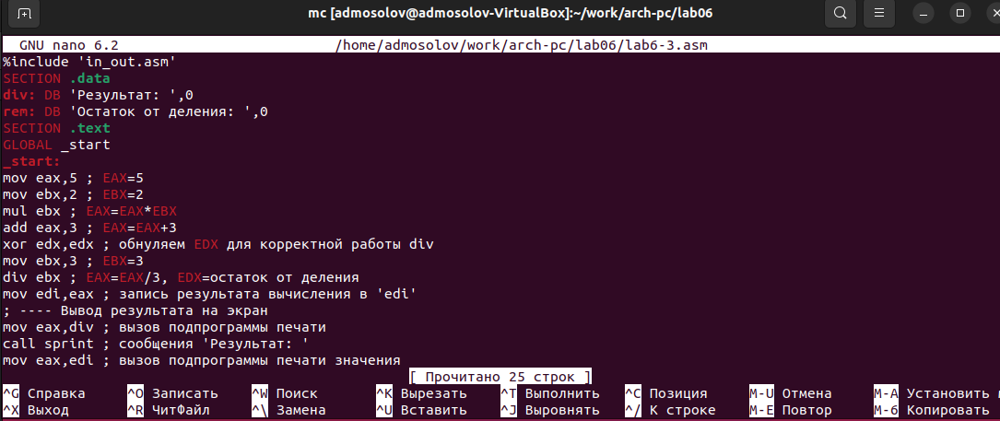 mc [admosolov@admosolov-VirtualBox]:~/work/arch-pc/lab06
GNU nano 6.2 /home/admosolov/work/arch-pc/lab06/lab6-3.asm
%include 'in_out.asm'
SECTION .data
div: DB 'Результат: ',0
rem: DB 'Остаток от деления: ',0
SECTION .text
GLOBAL _start
_start:
mov eax,5 ; EAX=5
mov ebx,2 ; EBX=2
mul ebx ; EAX=EAX*EBX
add eax,3 ; EAX=EAX+3
xor edx,edx ; обнуляем EDX для корректной работы div
mov ebx,3 ; EBX=3
div ebx ; EAX=EAX/3, EDX=остаток от деления
mov edi,eax ; запись результата вычисления в 'edi'
; ---- Вывод результата на экран
mov eax,div ; вызов подпрограммы печати
call sprint ; сообщения 'Результат: '
mov eax,edi ; вызов подпрограммы печати значения
[ Прочитано 25 строк ]
^G Справка ^O Записать ^W Поиск ^K Вырезать ^T Выполнить ^C Позиция M-U Отмена M-A Установить
^X Выход ^R ЧитФайл ^\ Замена ^U Вставить ^J Выровнять ^/ К строке M-E Повтор M-6 Копировать